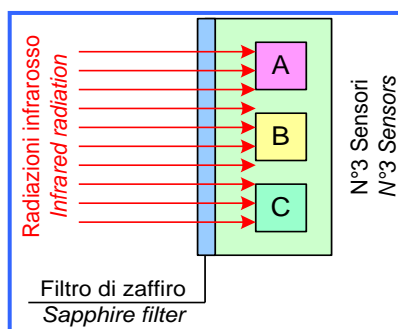 Radiazioni infrarosso
Infrared radiation
A
B
C
N°3 Sensori
N°3 Sensors
Filtro di zaffiro
Sapphire filter